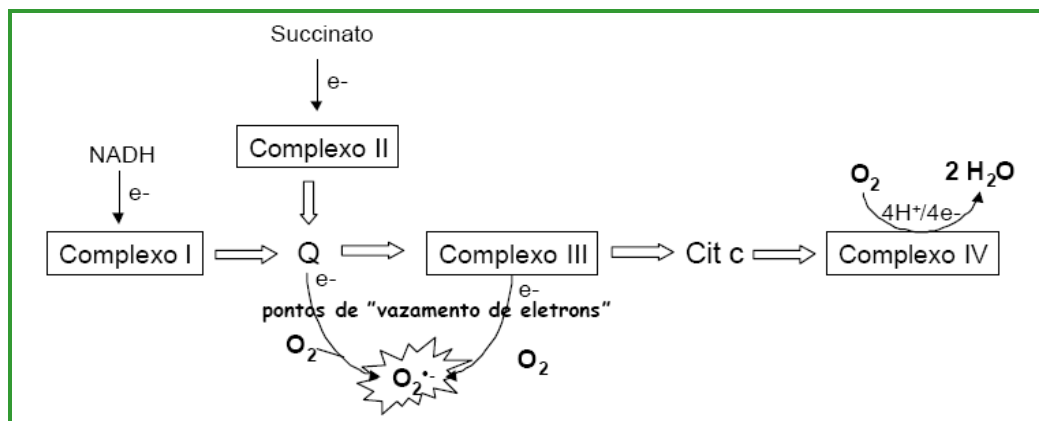 Succinato
e-
Complexo II
NADH
e-
O₂ 2 H₂O
4H⁺/4e-
Complexo I Q Complexo III Cit c Complexo IV
e- e-
pontos de "vazamento de eletrons"
O₂ O₂•- O₂